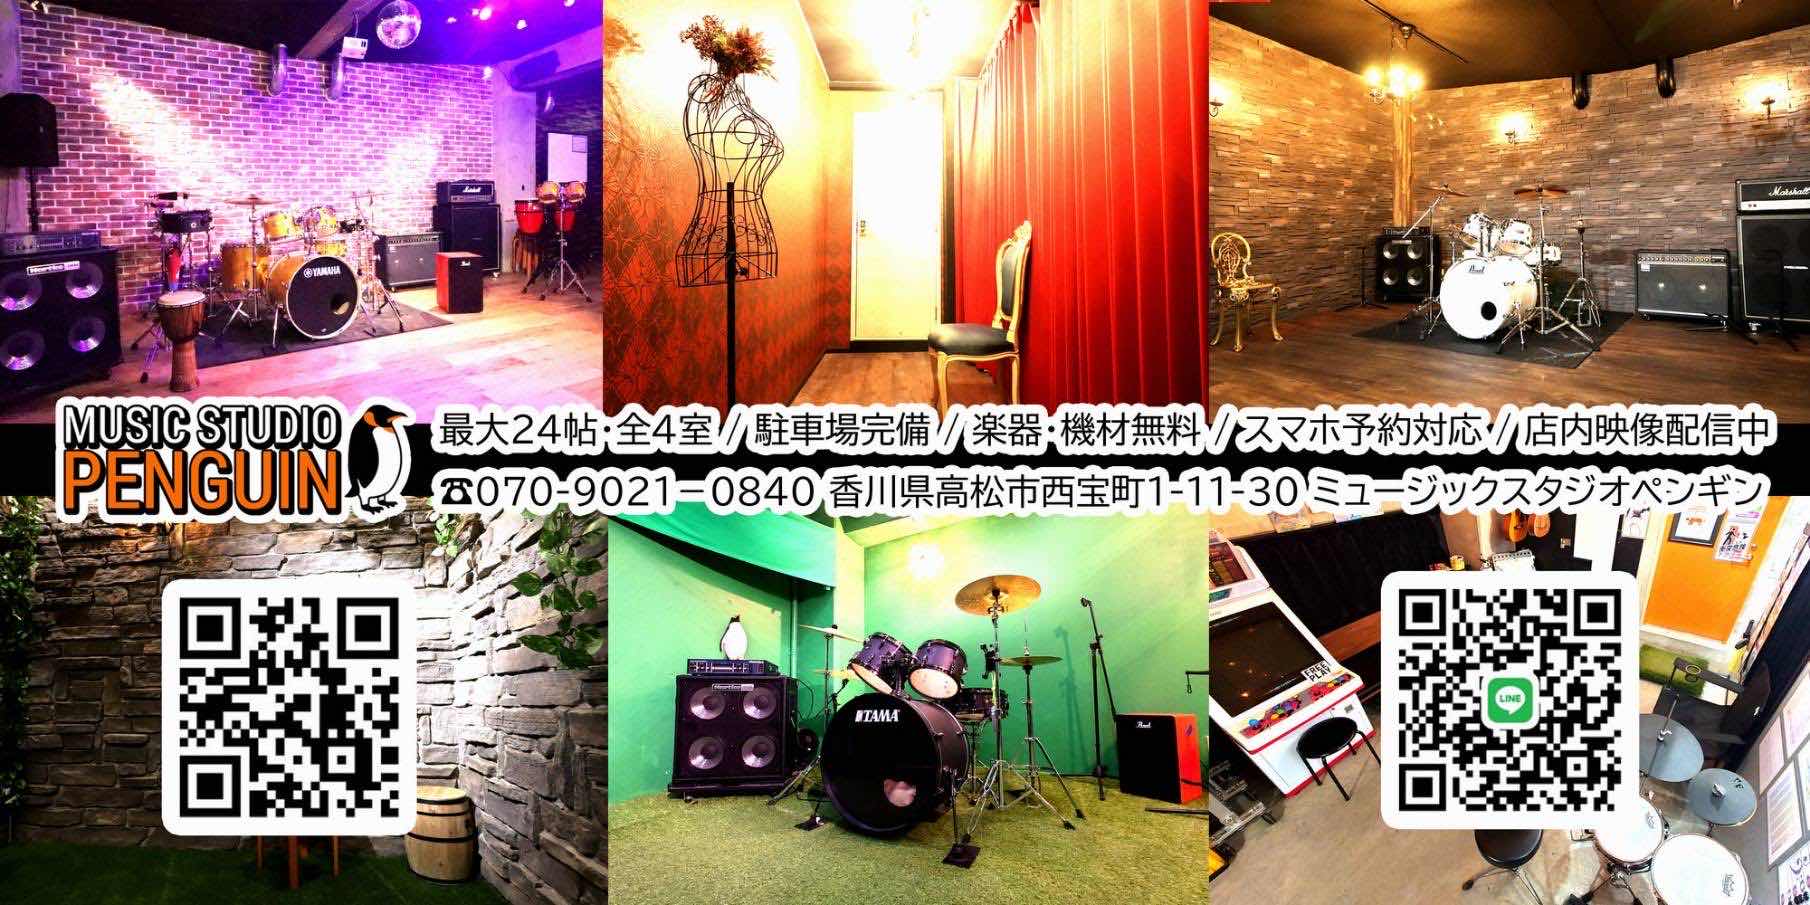 Marshall
Hartke
YAMAHA
Pearl
Marshall
MUSIC STUDIO
PENGUIN
最大24帖・全4室 / 駐車場完備 / 楽器・機材無料 / スマホ予約対応 / 店内映像配信中
☎070-9021−0840 香川県高松市西宝町1-11-30 ミュージックスタジオペンギン
TAMA
Pearl
FREE
PLAY
LINE